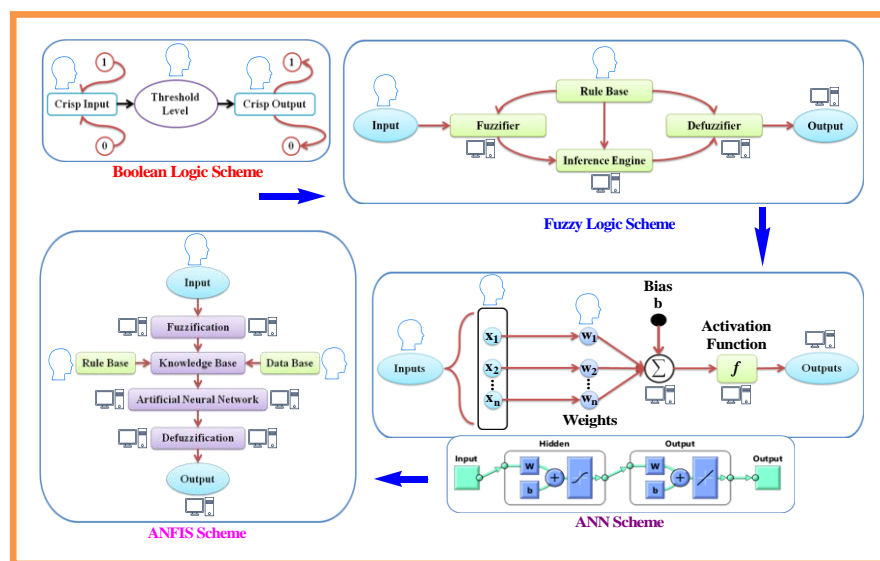 1
1
Crisp Input
Threshold
Level
Crisp Output
0
0
Boolean Logic Scheme
Rule Base
Input
Fuzzifier
Defuzzifier
Output
Inference Engine
Fuzzy Logic Scheme
Bias
b
Activation
Function
Inputs
x1
w1
x2
w2
xn
wn
Σ
f
Outputs
Weights
Hidden
Output
Input
Output
W
b
+
W
b
+
ANN Scheme
Input
Fuzzification
Rule Base
Knowledge Base
Data Base
Artificial Neural Network
Defuzzification
Output
ANFIS Scheme